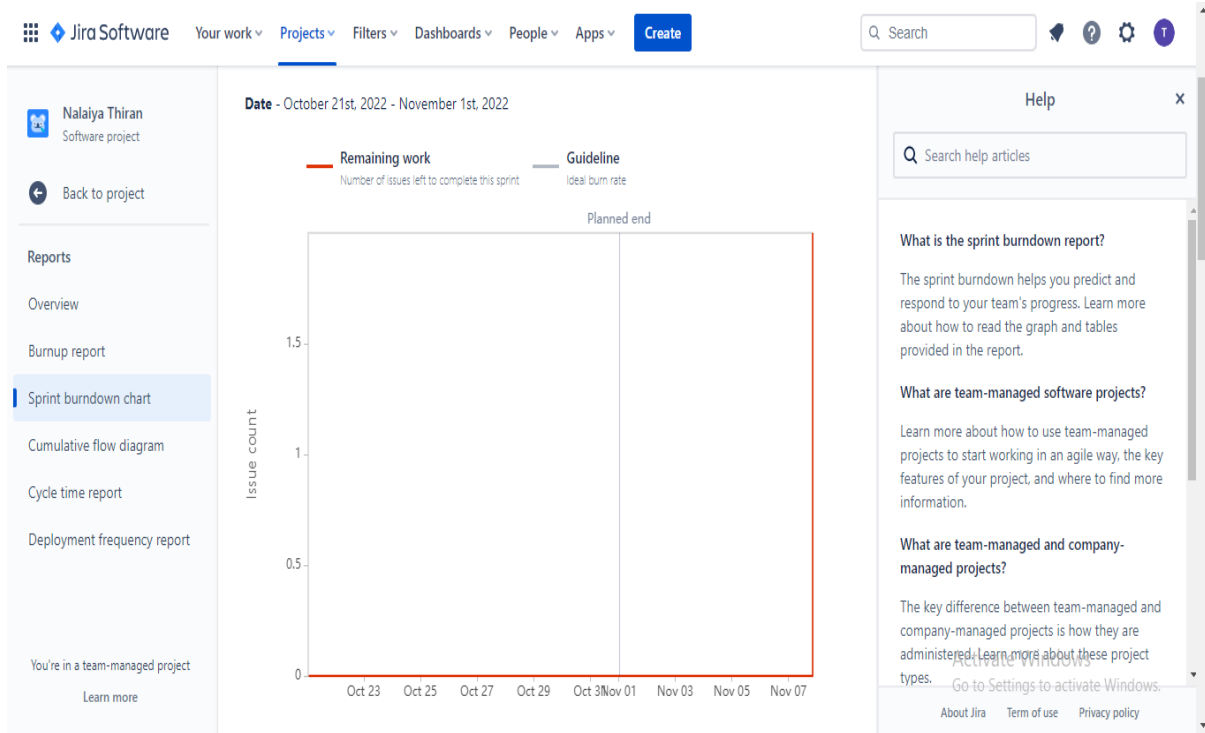 Jira Software
Your work
Projects
Filters
Dashboards
People
Apps
Create
Search
T
Nalaiya Thiran
Software project
Back to project
Reports
Overview
Burnup report
Sprint burndown chart
Cumulative flow diagram
Cycle time report
Deployment frequency report
You're in a team-managed project
Learn more
Date - October 21st, 2022 - November 1st, 2022
Remaining work
Number of issues left to complete this sprint
Guideline
Ideal burn rate
Planned end
Issue count
1.5
1
0.5
0
Oct 23 Oct 25 Oct 27 Oct 29 Oct 31 Nov 01 Nov 03 Nov 05 Nov 07
Help
Search help articles
What is the sprint burndown report?
The sprint burndown helps you predict and
respond to your team's progress. Learn more
about how to read the graph and tables
provided in the report.
What are team-managed software projects?
Learn more about how to use team-managed
projects to start working in an agile way, the key
features of your project, and where to find more
information.
What are team-managed and company-
managed projects?
The key difference between team-managed and
company-managed projects is how they are
administered. Learn more about these project
types.
Activate Windows
Go to Settings to activate Windows.
About Jira Term of use Privacy policy